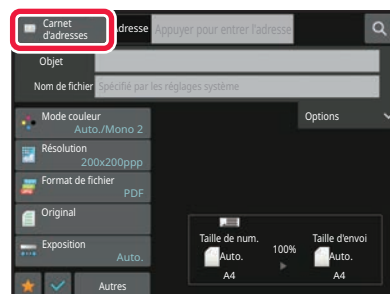 Carnet
d'adresses
Adresse
Appuyer pour entrer l'adresse
Objet
Nom de fichier
Spécifié par les réglages système
Mode couleur
Auto./Mono 2
Options
Résolution
200x200ppp
Format de fichier
PDF
Original
Exposition
Auto.
Taille de num.
Auto.
A4
100%
Taille d'envoi
Auto.
A4
Autres